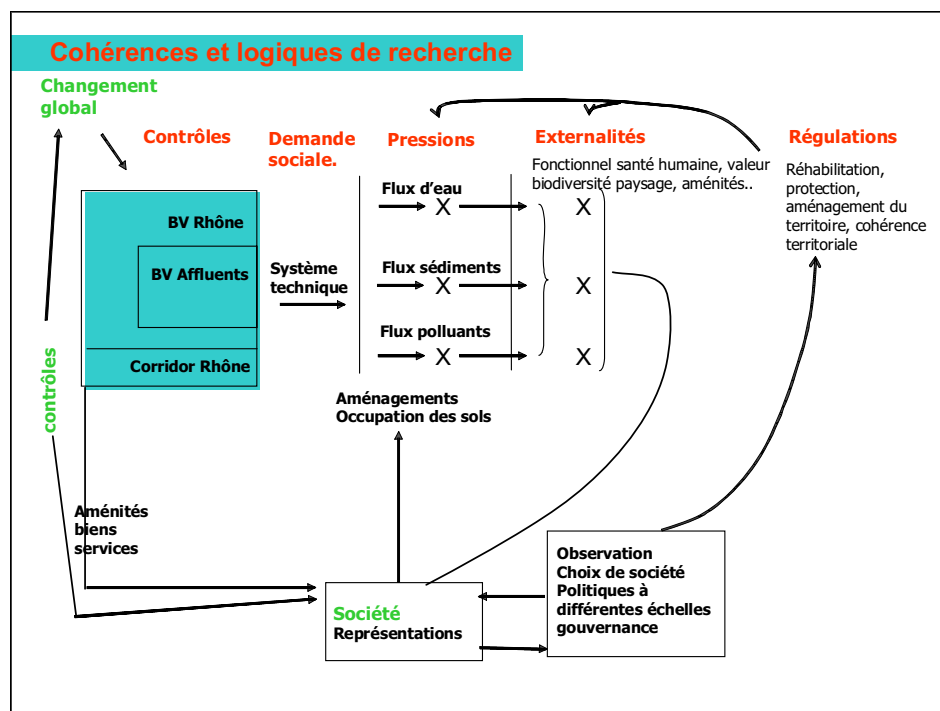 Cohérences et logiques de recherche
Changement
global
Contrôles
Demande
sociale.
Pressions
Externalités
Régulations
Fonctionnel santé humaine, valeur
biodiversité paysage, aménités..
Réhabilitation,
protection,
aménagement du
territoire, cohérence
territoriale
BV Rhône
BV Affluents
Corridor Rhône
Système
technique
Flux d'eau
X
X
Flux sédiments
X
X
Flux polluants
X
X
Aménagements
Occupation des sols
contrôles
Aménités
biens
services
Société
Représentations
Observation
Choix de société
Politiques à
différentes échelles
gouvernance